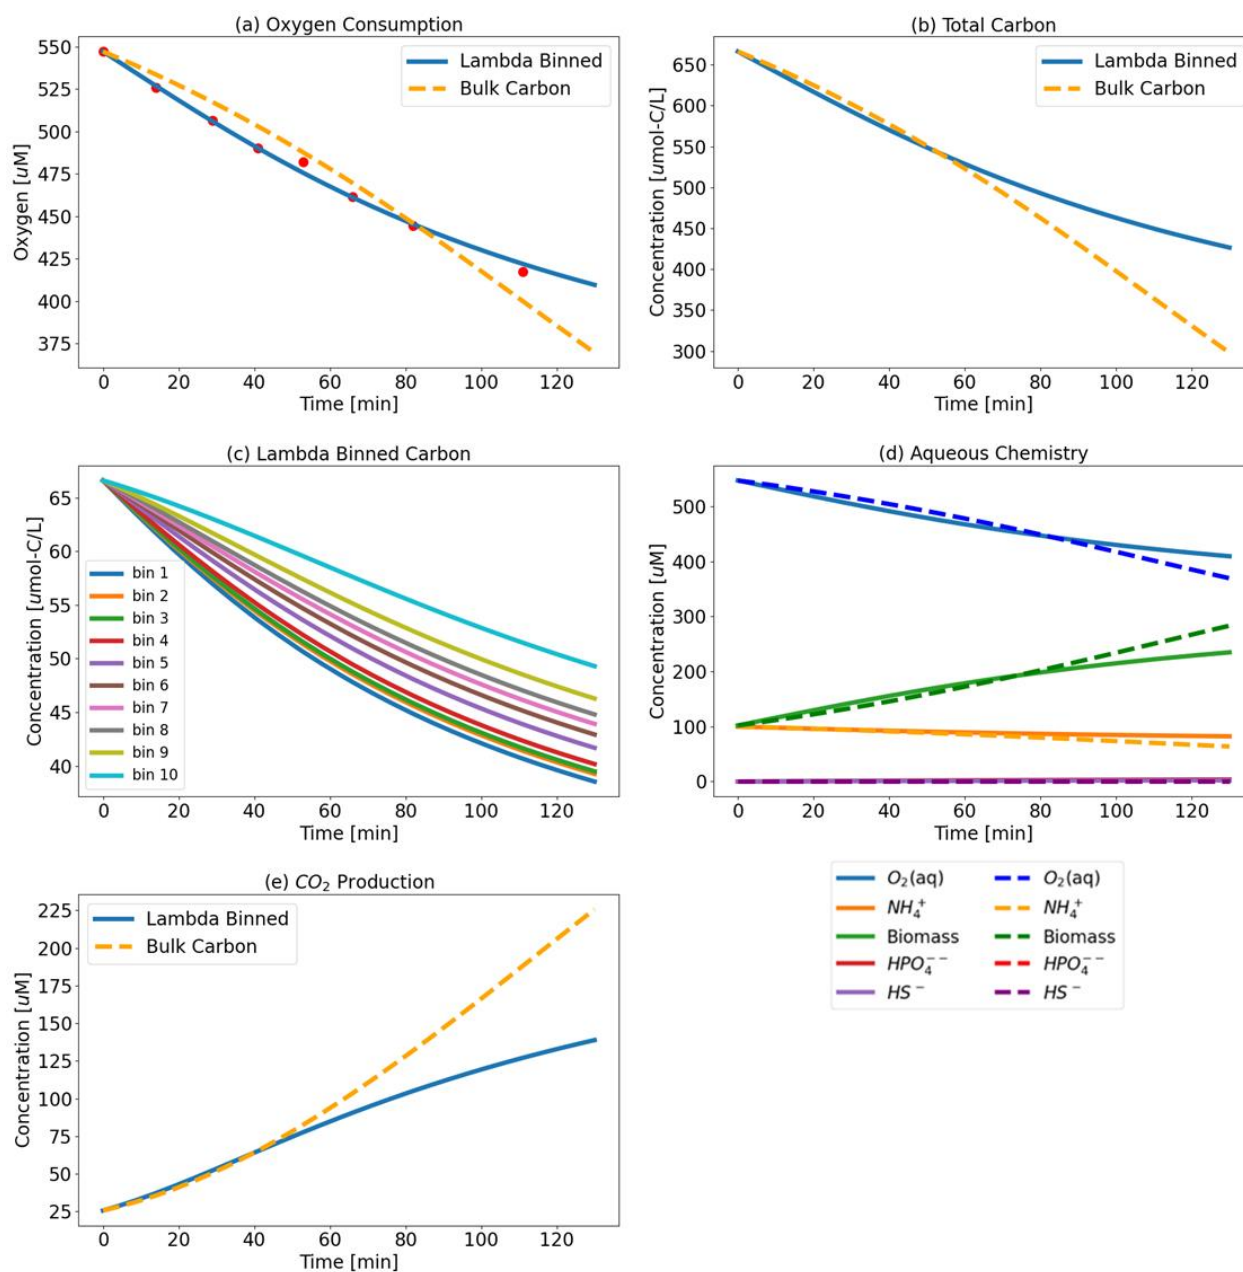 (a) Oxygen Consumption
550
525
500
475
450
425
400
375
Oxygen [uM]
0 20 40 60 80 100 120
Time [min]
Lambda Binned
Bulk Carbon
(b) Total Carbon
650
600
550
500
450
400
350
300
Concentration [umol-C/L]
0 20 40 60 80 100 120
Time [min]
Lambda Binned
Bulk Carbon
(c) Lambda Binned Carbon
65
60
55
50
45
40
Concentration [umol-C/L]
bin 1
bin 2
bin 3
bin 4
bin 5
bin 6
bin 7
bin 8
bin 9
bin 10
0 20 40 60 80 100 120
Time [min]
(d) Aqueous Chemistry
500
400
300
200
100
0
Concentration [uM]
0 20 40 60 80 100 120
Time [min]
O₂(aq) O₂(aq)
NH₄⁺ NH₄⁺
Biomass Biomass
HPO₄⁻⁻ HPO₄⁻⁻
HS⁻ HS⁻
(e) CO₂ Production
225
200
175
150
125
100
75
50
25
Concentration [uM]
Lambda Binned
Bulk Carbon
0 20 40 60 80 100 120
Time [min]